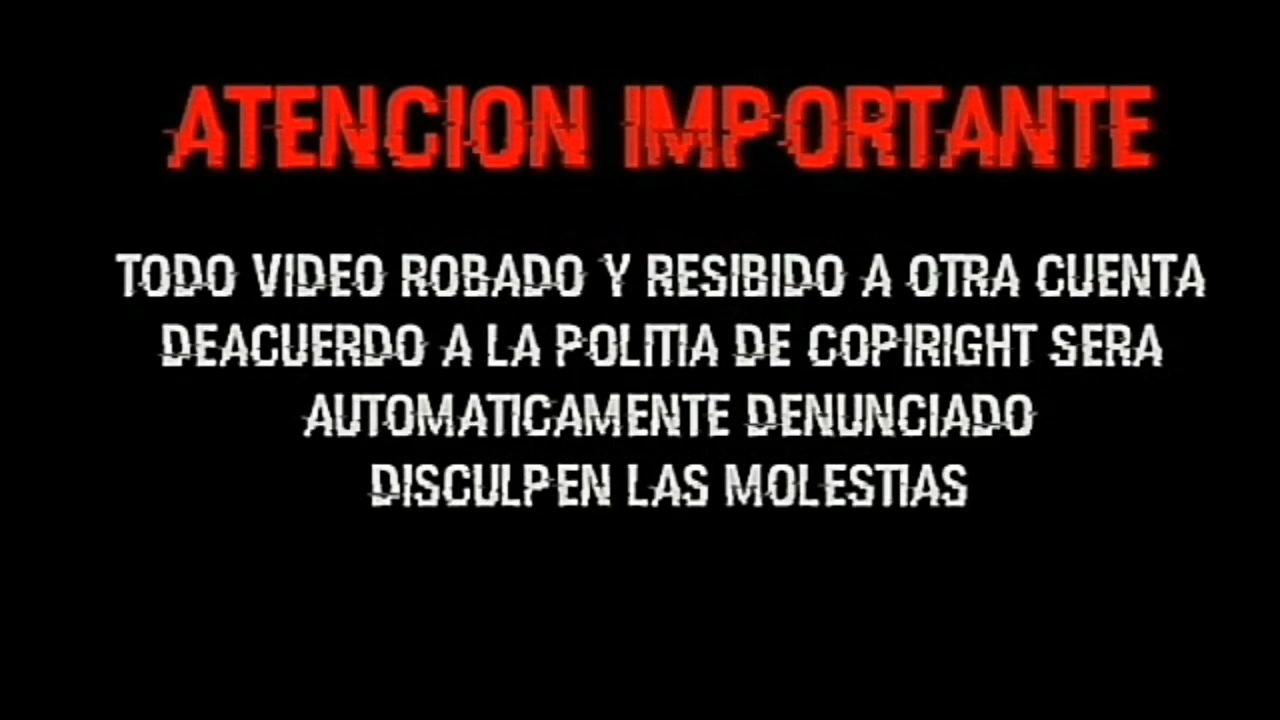 ATENCION IMPORTANTE
TODO VIDEO ROBADO Y RESIBIDO A OTRA CUENTA
DEACUERDO A LA POLITIA DE COPIRIGHT SERA
AUTOMATICAMENTE DENUNCIADO
DISCULPEN LAS MOLESTIAS